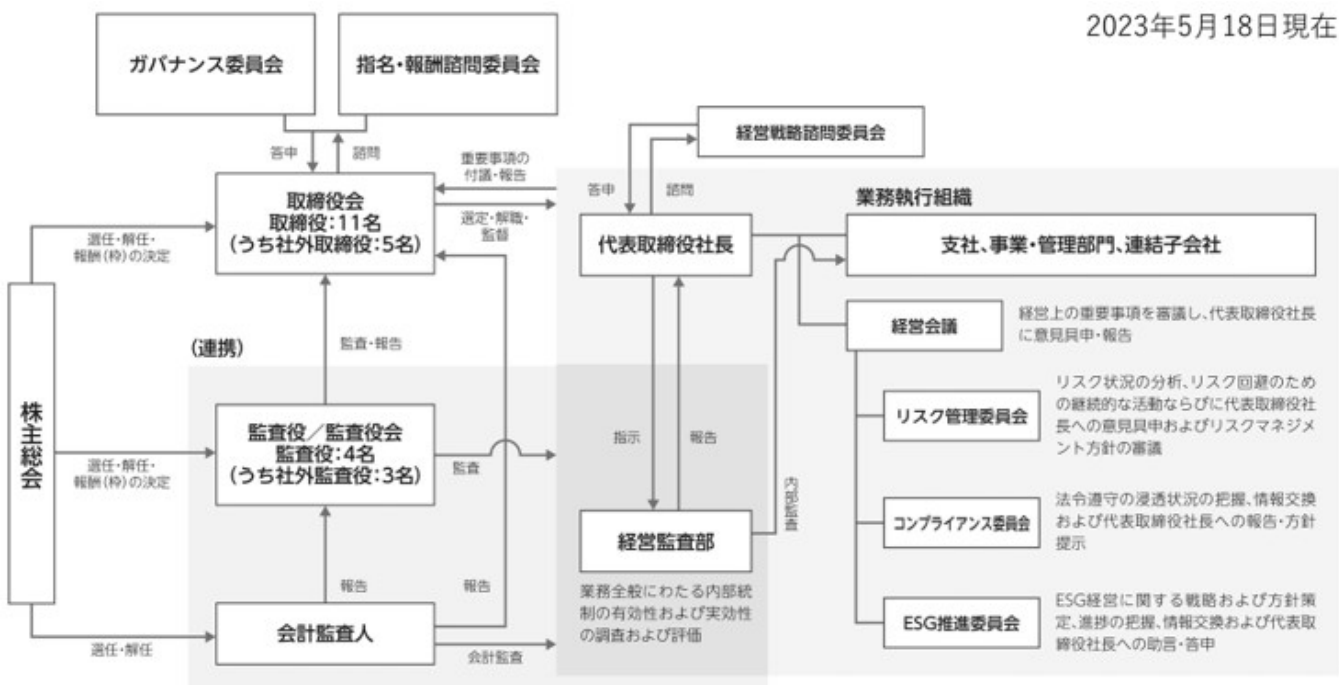 2023年5月18日現在
ガバナンス委員会
指名・報酬諮問委員会
経営戦略諮問委員会
答申
諮問
重要事項の
付議・報告
答申
諮問
業務執行組織
取締役会
取締役：11名
（うち社外取締役：5名）
選定・解職・
監督
代表取締役社長
支社、事業・管理部門、連結子会社
選任・解任・
報酬（枠）の決定
経営会議
経営上の重要事項を審議し、代表取締役社長
に意見具申・報告
（連携）
監査・報告
リスク管理委員会
リスク状況の分析、リスク回避のため
の継続的な活動ならびに代表取締役社
長への意見具申およびリスクマネジメ
ント方針の審議
株主総会
監査役／監査役会
監査役：4名
（うち社外監査役：3名）
選任・解任・
報酬（枠）の決定
監査
指示
報告
内部監査
コンプライアンス委員会
法令遵守の浸透状況の把握、情報交換
および代表取締役社長への報告・方針
提示
経営監査部
業務全般にわたる内部統
制の有効性および実効性
の調査および評価
報告
報告
会計監査人
選任・解任
会計監査
ESG推進委員会
ESG経営に関する戦略および方針策
定、進捗の把握、情報交換および代表取
締役社長への助言・答申